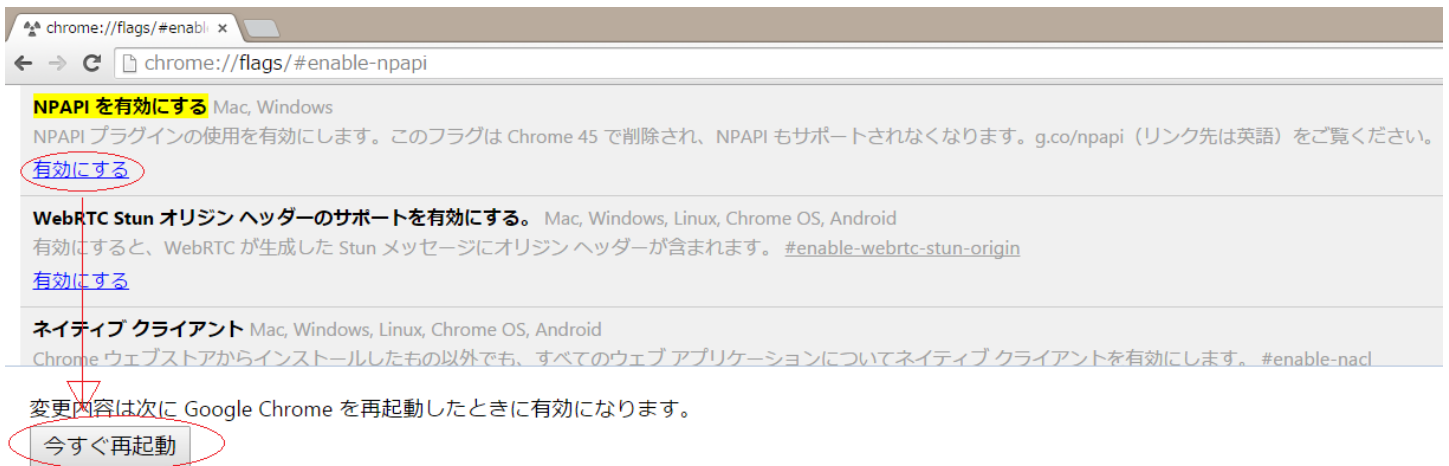 chrome://flags/#enabl
chrome://flags/#enable-npapi
NPAPI を有効にする Mac, Windows
NPAPI プラグインの使用を有効にします。このフラグは Chrome 45 で削除され、NPAPI もサポートされなくなります。g.co/npapi（リンク先は英語）をご覧ください。
有効にする
WebRTC Stun オリジン ヘッダーのサポートを有効にする。 Mac, Windows, Linux, Chrome OS, Android
有効にすると、WebRTC が生成した Stun メッセージにオリジン ヘッダーが含まれます。 #enable-webrtc-stun-origin
有効にする
ネイティブ クライアント Mac, Windows, Linux, Chrome OS, Android
Chrome ウェブストアからインストールしたもの以外でも、すべてのウェブ アプリケーションについてネイティブ クライアントを有効にします。 #enable-nacl
変更内容は次に Google Chrome を再起動したときに有効になります。
今すぐ再起動